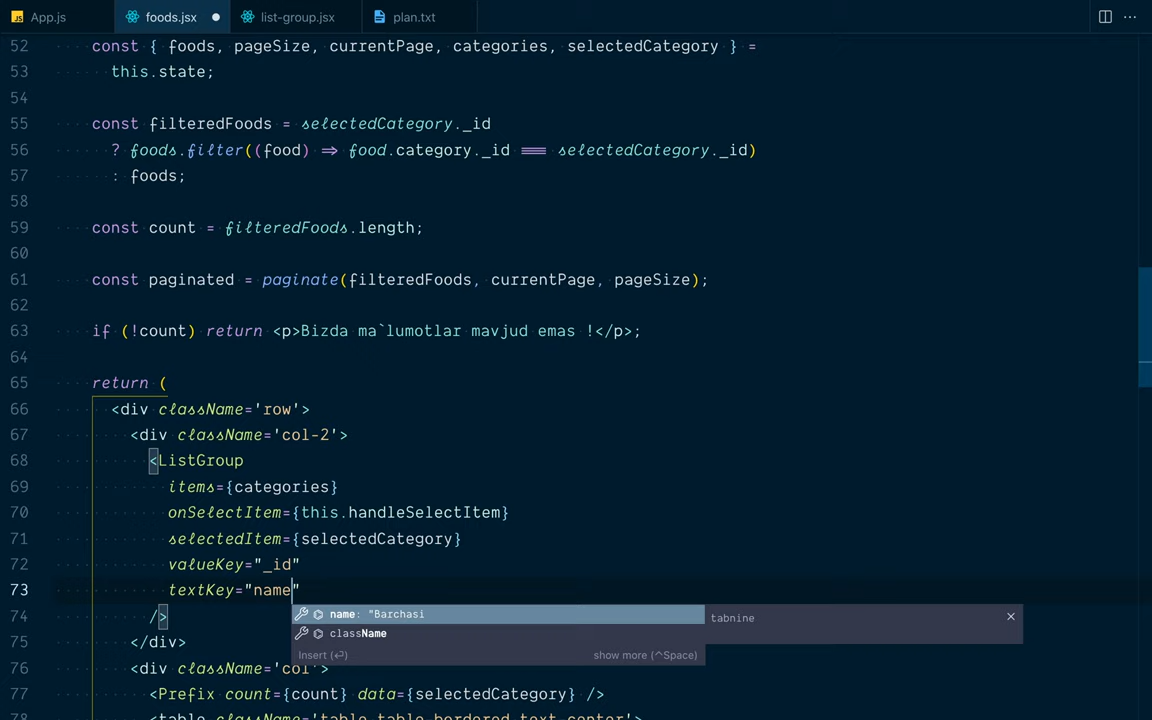 App.js foods.jsx list-group.jsx plan.txt
52 const { foods, pageSize, currentPage, categories, selectedCategory } =
53 this.state;
54
55 const filteredFoods = selectedCategory._id
56 ? foods.filter((food) => food.category._id === selectedCategory._id)
57 : foods;
58
59 const count = filteredFoods.length;
60
61 const paginated = paginate(filteredFoods, currentPage, pageSize);
62
63 if (!count) return <p>Bizda ma`lumotlar mavjud emas !</p>;
64
65 return (
66 <div className='row'>
67 <div className='col-2'>
68 <ListGroup
69 items={categories}
70 onSelectItem={this.handleSelectItem}
71 selectedItem={selectedCategory}
72 valueKey="_id"
73 textKey="name"
74 />
name: "Barchasi tabnine
className
75 </div>
Insert (⏎) show more (^Space)
76 <div className='col'>
77 <Prefix count={count} data={selectedCategory} />
78 <table className='table table-bordered text-center'>